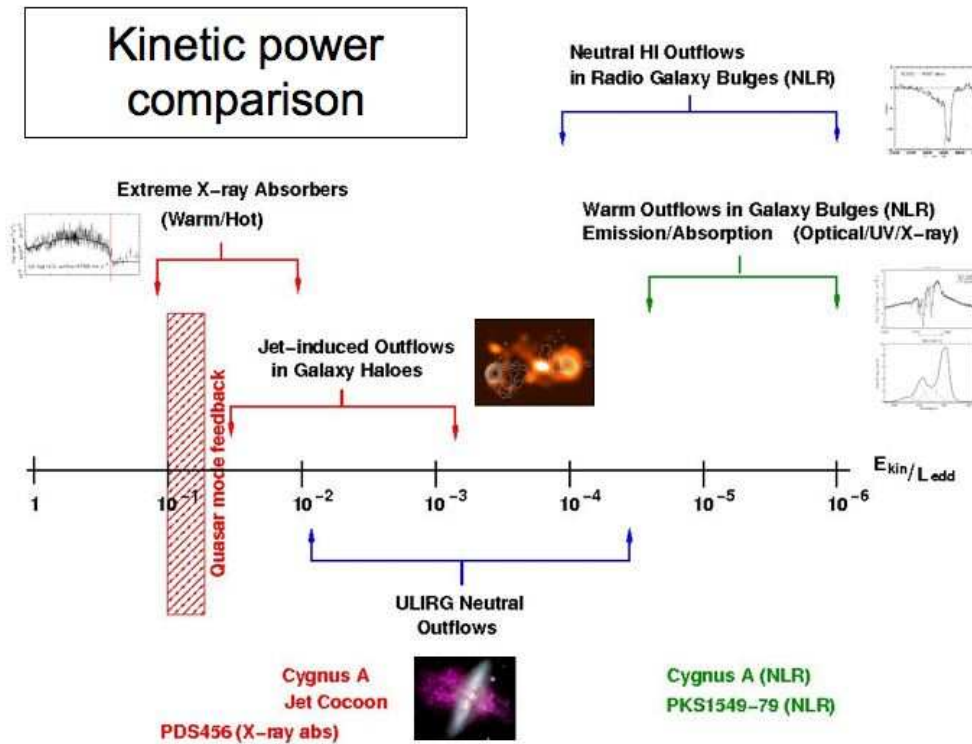 Kinetic power
comparison
Neutral HI Outflows
in Radio Galaxy Bulges (NLR)
Extreme X-ray Absorbers
(Warm/Hot)
Warm Outflows in Galaxy Bulges (NLR)
Emission/Absorption (Optical/UV/X-ray)
Jet-induced Outflows
in Galaxy Haloes
Quasar mode feedback
E kin/L edd
1 10⁻¹ 10⁻² 10⁻³ 10⁻⁴ 10⁻⁵ 10⁻⁶
ULIRG Neutral
Outflows
Cygnus A
Jet Cocoon
PDS456 (X-ray abs)
Cygnus A (NLR)
PKS1549-79 (NLR)